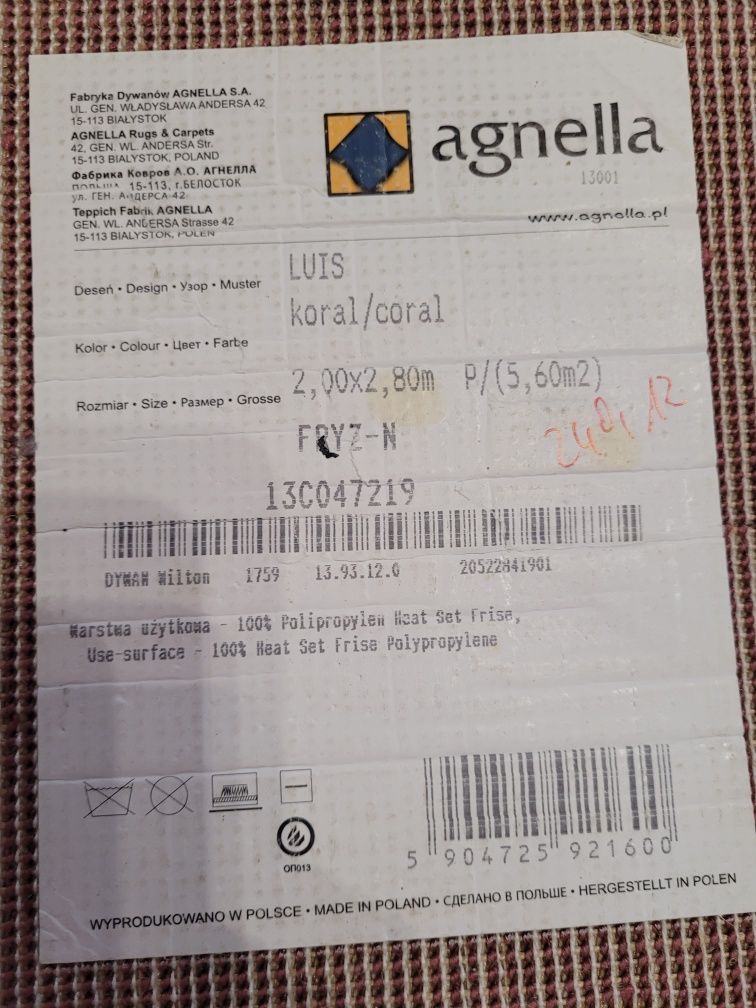 Fabryka Dywanów AGNELLA S.A.
UL. GEN. WŁADYSŁAWA ANDERSA 42
15-113 BIAŁYSTOK
AGNELLA Rugs & Carpets
42, GEN. WL. ANDERSA Str.
15-113 BIALYSTOK, POLAND
Фабрика Ковров А.О. АГНЕЛЛА
15-113, г.БЕЛОСТОК
ул. ГЕН. АНДЕРСА 42
Teppich Fabrik AGNELLA
GEN. WL. ANDERSA Strasse 42
15-113 BIALYSTOK, POLEN
agnella
13001
www.agnella.pl
Deseń • Design • Узор • Muster
LUIS
koral/coral
Kolor • Colour • Цвет • Farbe
Rozmiar • Size • Размер • Grosse
2,00x2,80m P/(5,60m2)
FRYZ-N
13C047219
DYWAN Wilton 1759 13.93.12.0 20522841901
Warstwa użytkowa - 100% Polipropylen Heat Set Frise,
Use-surface - 100% Heat Set Frise Polypropylene
ОП013
5 904725 921600
WYPRODUKOWANO W POLSCE • MADE IN POLAND • СДЕЛАНО В ПОЛЬШЕ • HERGESTELLT IN POLEN